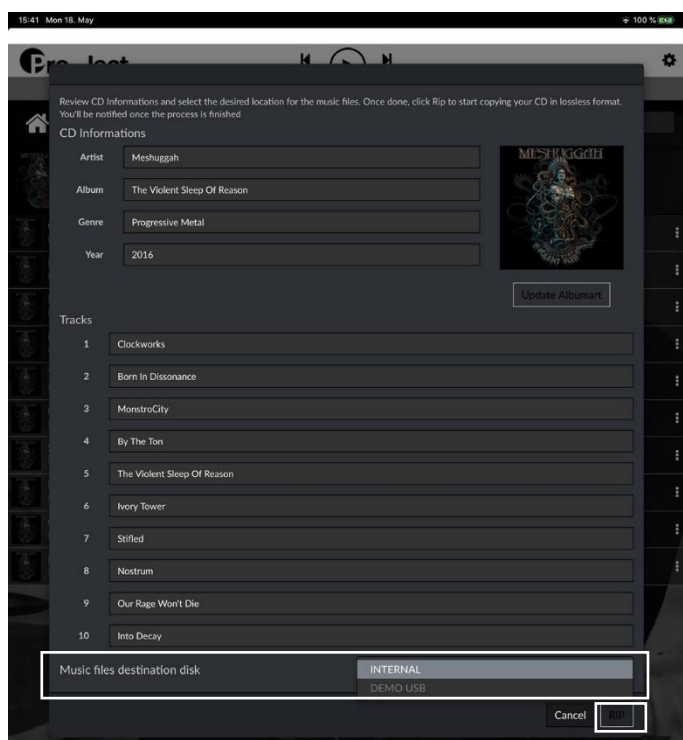 15:41 Mon 18. May
100 %
Review CD Informations and select the desired location for the music files. Once done, click Rip to start copying your CD in lossless format.
You'll be notified once the process is finished
CD Informations
Artist Meshuggah
Album The Violent Sleep Of Reason
Genre Progressive Metal
Year 2016
MESHUGGAH
Update Albumart
Tracks
1 Clockworks
2 Born In Dissonance
3 MonstroCity
4 By The Ton
5 The Violent Sleep Of Reason
6 Ivory Tower
7 Stifled
8 Nostrum
9 Our Rage Won't Die
10 Into Decay
Music files destination disk INTERNAL
DEMO USB
Cancel RIP